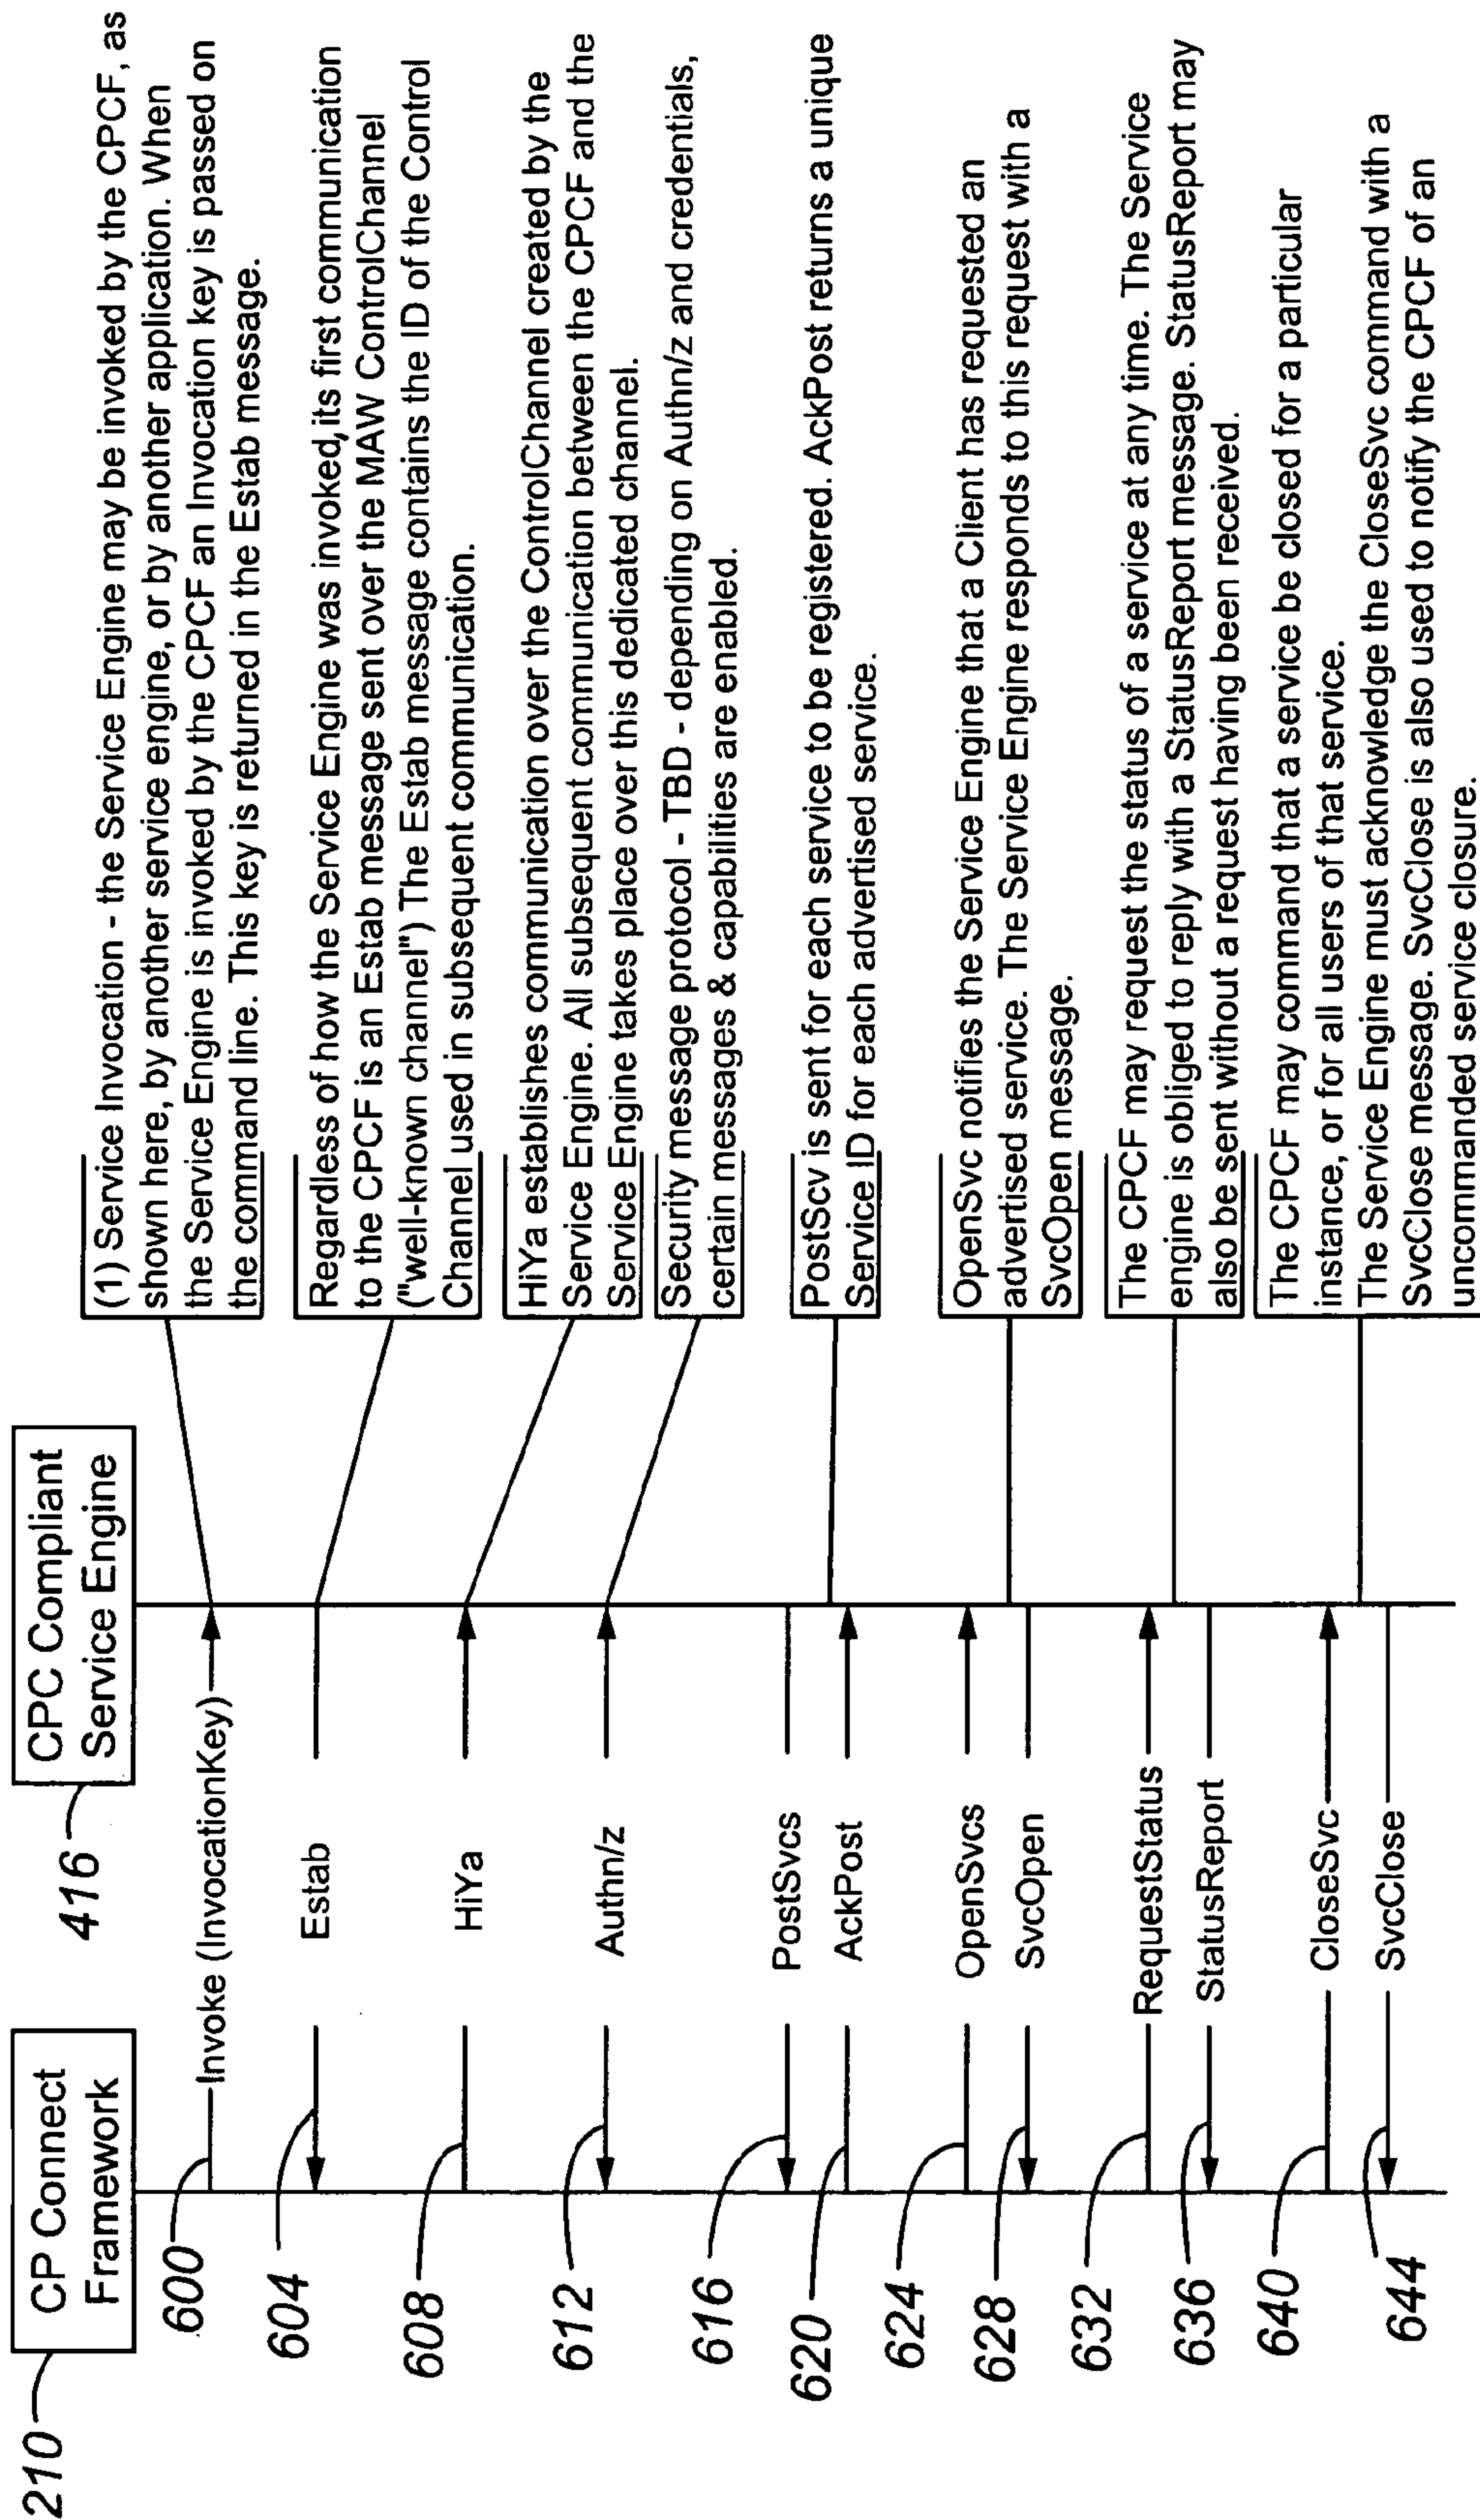 210
CP Connect
Framework
416
CPC Compliant
Service Engine
600
Invoke (InvocationKey)
(1) Service Invocation - the Service Engine may be invoked by the CPCF, as
shown here, by another service engine, or by another application. When
the Service Engine is invoked by the CPCF an Invocation key is passed on
the command line. This key is returned in the Estab message.
604
Estab
Regardless of how the Service Engine was invoked, its first communication
to the CPCF is an Estab message sent over the MAW ControlChannel
("well-known channel") The Estab message contains the ID of the Control
Channel used in subsequent communication.
608
HiYa
HiYa establishes communication over the ControlChannel created by the
Service Engine. All subsequent communication between the CPCF and the
Service Engine takes place over this dedicated channel.
612
Authn/z
Security message protocol - TBD - depending on Authn/z and credentials,
certain messages & capabilities are enabled.
616
PostSvcs
620
AckPost
PostScv is sent for each service to be registered. AckPost returns a unique
Service ID for each advertised service.
624
OpenSvcs
628
SvcOpen
OpenSvc notifies the Service Engine that a Client has requested an
advertised service. The Service Engine responds to this request with a
SvcOpen message.
632
RequestStatus
636
StatusReport
The CPCF may request the status of a service at any time. The Service
engine is obliged to reply with a StatusReport message. StatusReport may
also be sent without a request having been received.
640
CloseSvc
644
SvcClose
The CPCF may command that a service be closed for a particular
instance, or for all users of that service.
The Service Engine must acknowledge the CloseSvc command with a
SvcClose message. SvcClose is also used to notify the CPCF of an
uncommanded service closure.